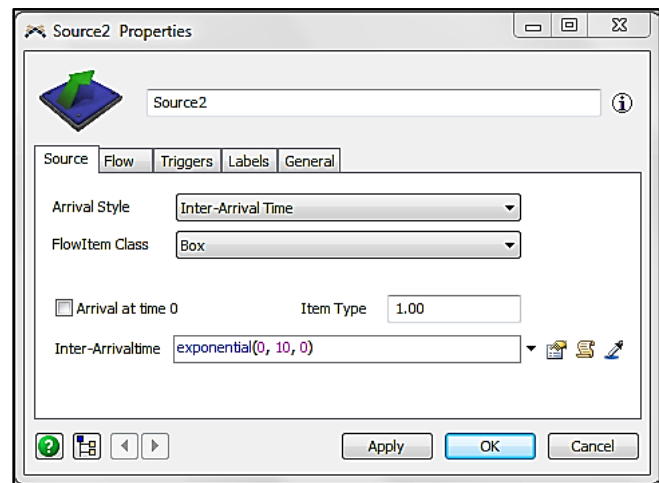 Source2 Properties
Source2
Source Flow Triggers Labels General
Arrival Style Inter-Arrival Time
FlowItem Class Box
Arrival at time 0 Item Type 1.00
Inter-Arrivaltime exponential(0, 10, 0)
Apply OK Cancel